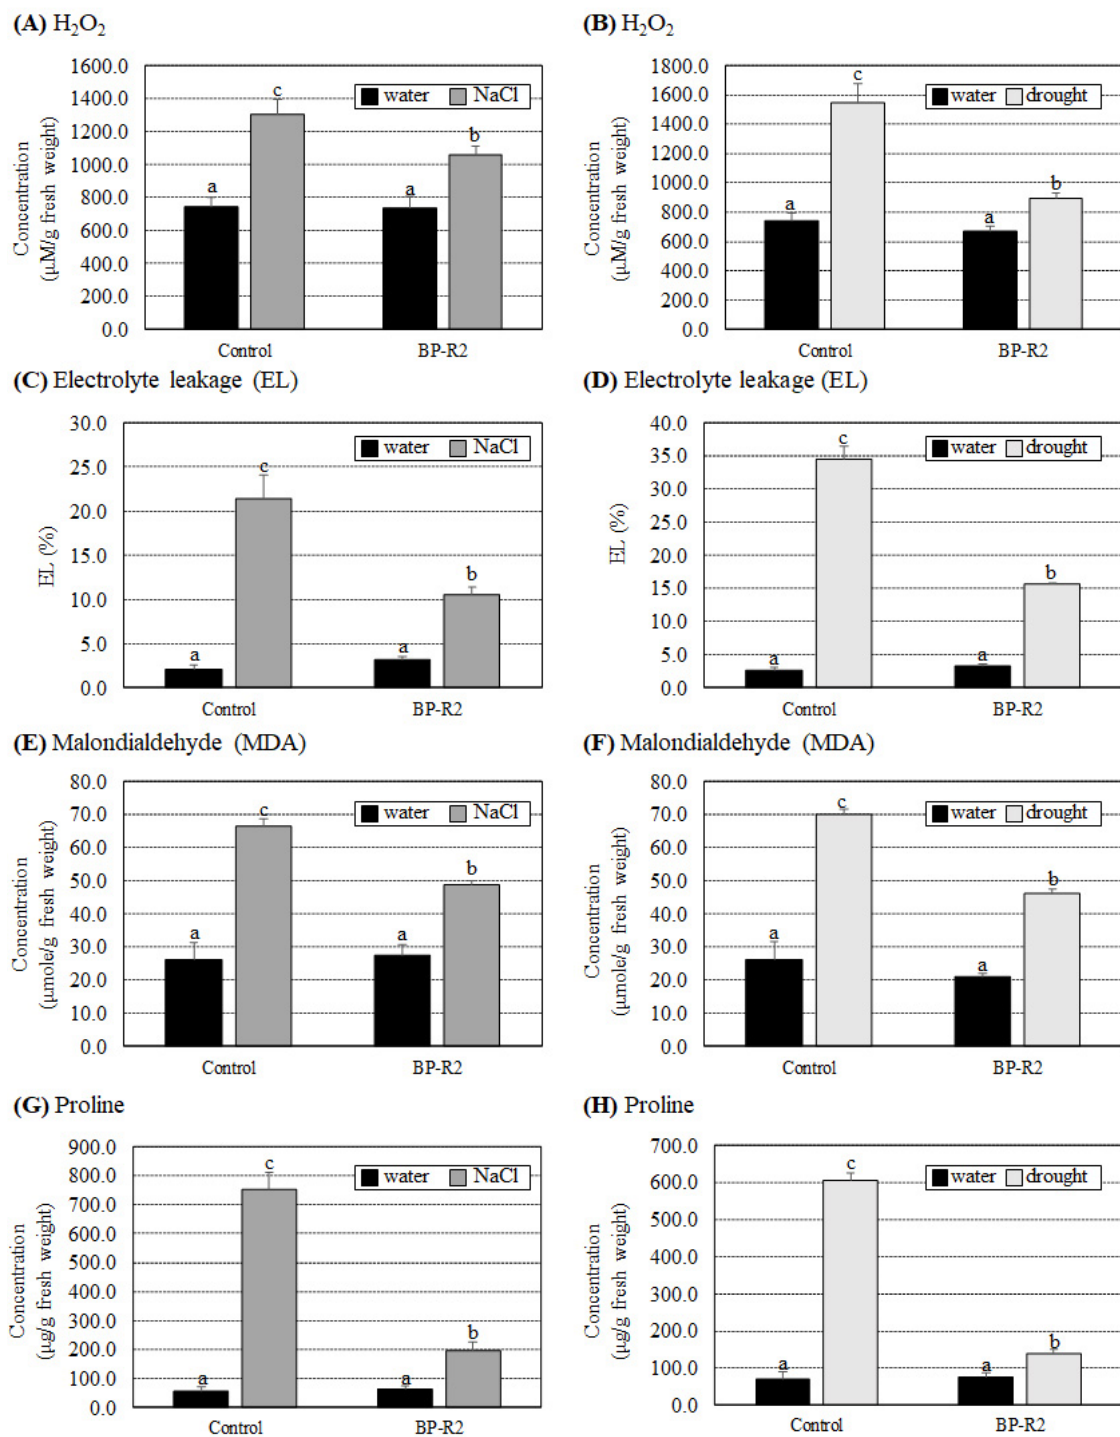 (A) H₂O₂
1600.0
1400.0
1200.0
1000.0
800.0
600.0
400.0
200.0
0.0
Concentration
(μM/g fresh weight)
water NaCl
a
c
a
b
Control BP-R2
(B) H₂O₂
1800.0
1600.0
1400.0
1200.0
1000.0
800.0
600.0
400.0
200.0
0.0
Concentration
(μM/g fresh weight)
water drought
a
c
a
b
Control BP-R2
(C) Electrolyte leakage (EL)
30.0
25.0
20.0
15.0
10.0
5.0
0.0
EL (%)
water NaCl
a
c
a
b
Control BP-R2
(D) Electrolyte leakage (EL)
40.0
35.0
30.0
25.0
20.0
15.0
10.0
5.0
0.0
EL (%)
water drought
a
c
a
b
Control BP-R2
(E) Malondialdehyde (MDA)
80.0
70.0
60.0
50.0
40.0
30.0
20.0
10.0
0.0
Concentration
(μmole/g fresh weight)
water NaCl
a
c
a
b
Control BP-R2
(F) Malondialdehyde (MDA)
80.0
70.0
60.0
50.0
40.0
30.0
20.0
10.0
0.0
Concentration
(μmole/g fresh weight)
water drought
a
c
a
b
Control BP-R2
(G) Proline
900.0
800.0
700.0
600.0
500.0
400.0
300.0
200.0
100.0
0.0
Concentration
(μg/g fresh weight)
water NaCl
a
c
a
b
Control BP-R2
(H) Proline
700.0
600.0
500.0
400.0
300.0
200.0
100.0
0.0
Concentration
(μg/g fresh weight)
water drought
a
c
a
b
Control BP-R2